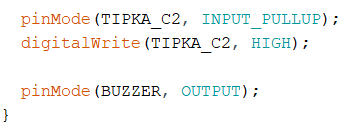 pinMode(TIPKA_C2, INPUT_PULLUP);
digitalWrite(TIPKA_C2, HIGH);
pinMode(BUZZER, OUTPUT);
}